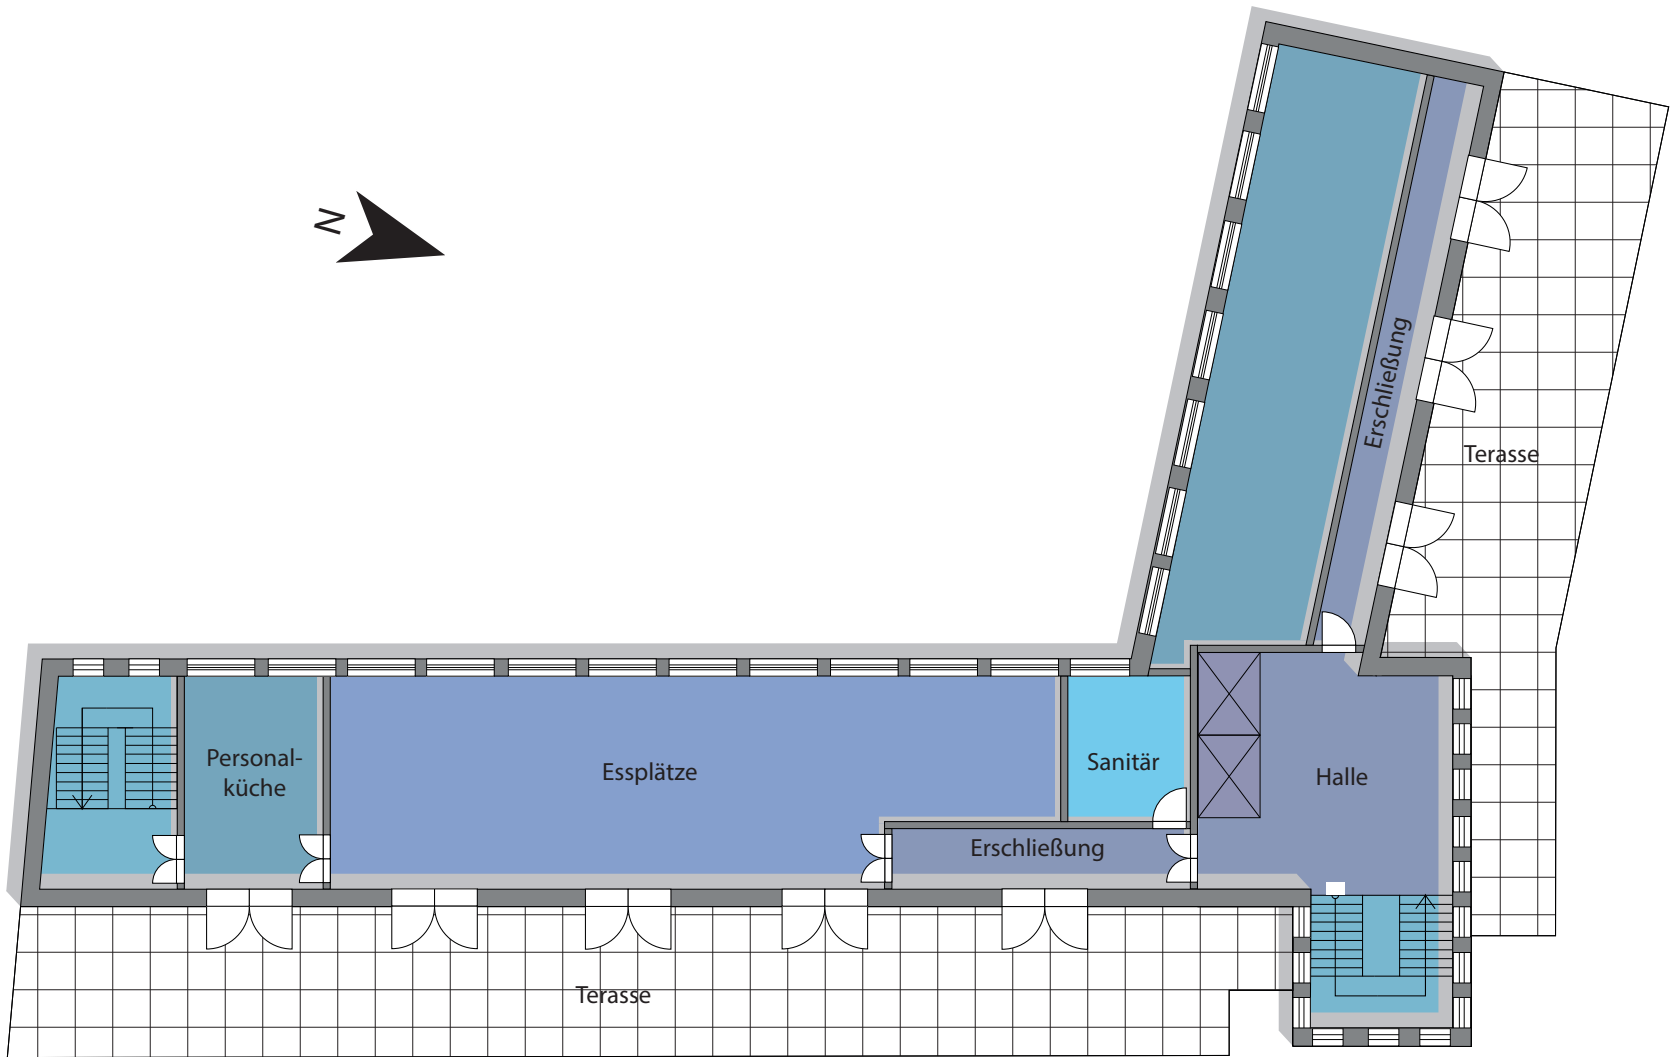 N
Erschließung
Terasse
Personal-
küche
Essplätze
Sanitär
Halle
Erschließung
Terasse